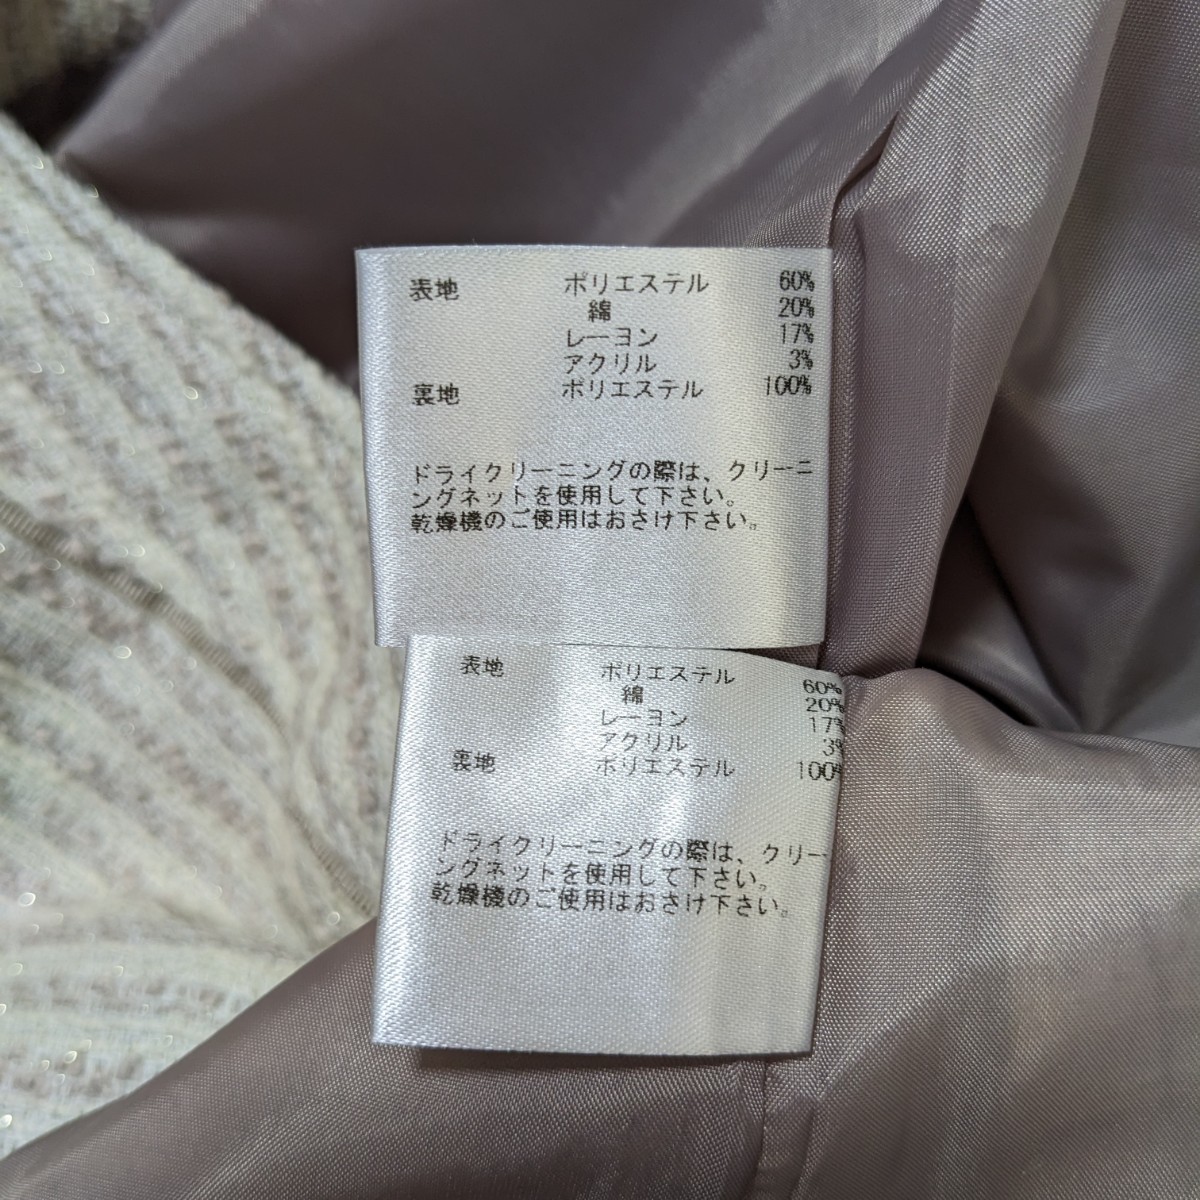 表地 ポリエステル 60%
綿 20%
レーヨン 17%
アクリル 3%
裏地 ポリエステル 100%
ドライクリーニングの際は、クリーニ
ングネットを使用して下さい。
乾燥機のご使用はおさけ下さい。
表地 ポリエステル 60%
綿 20%
レーヨン 17%
アクリル 3%
裏地 ポリエステル 100%
ドライクリーニングの際は、クリー
ングネットを使用して下さい。
乾燥機のご使用はおさけ下さい。